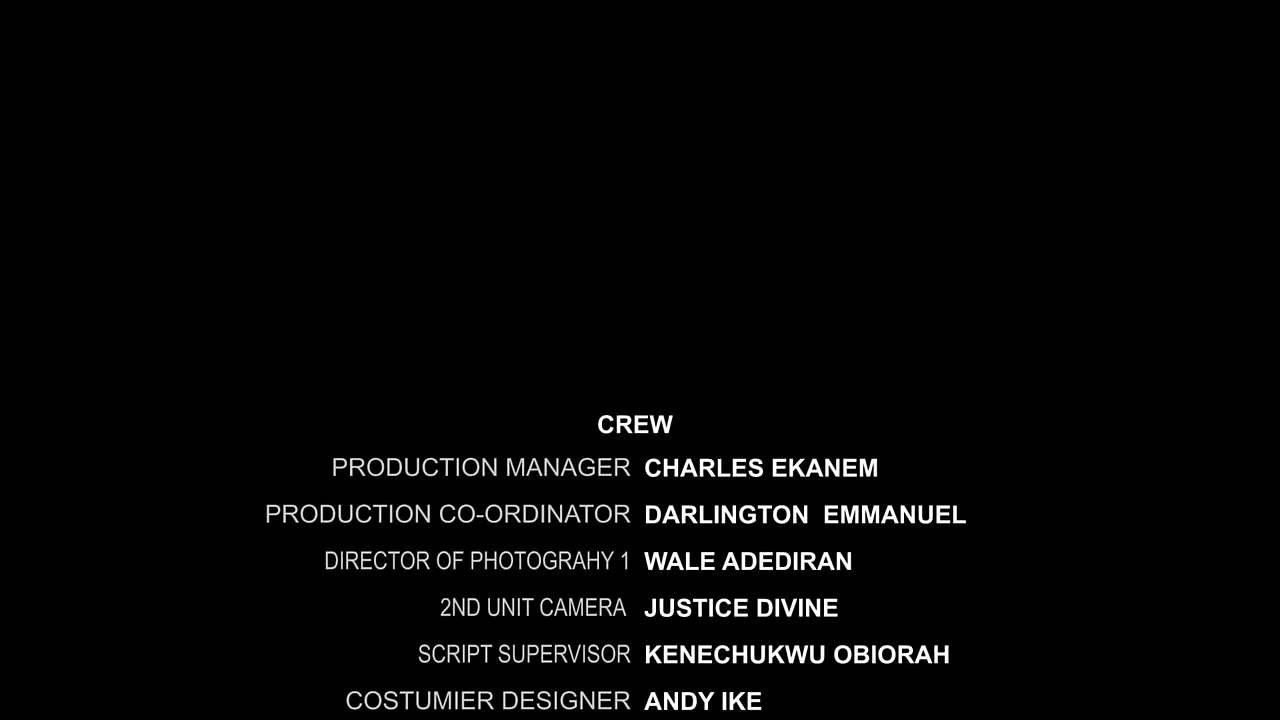 CREW
PRODUCTION MANAGER CHARLES EKANEM
PRODUCTION CO-ORDINATOR DARLINGTON EMMANUEL
DIRECTOR OF PHOTOGRAHY 1 WALE ADEDIRAN
2ND UNIT CAMERA JUSTICE DIVINE
SCRIPT SUPERVISOR KENECHUKWU OBIORAH
COSTUMIER DESIGNER ANDY IKE